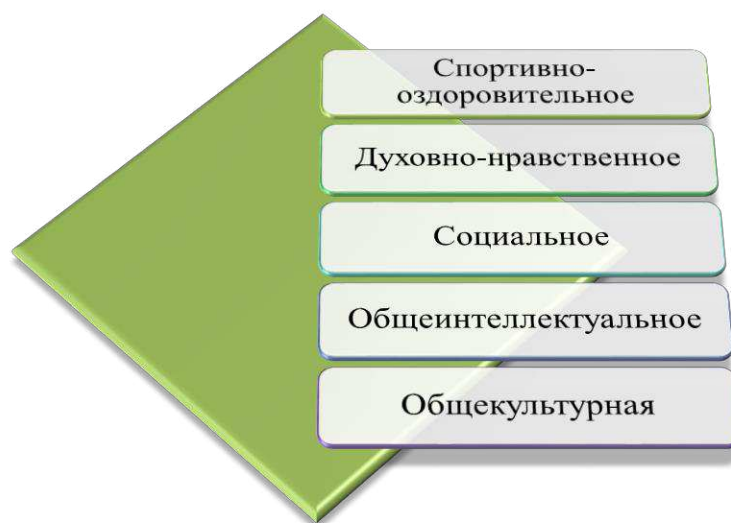 Спортивно-
оздоровительное
Духовно-нравственное
Социальное
Общеинтеллектуальное
Общекультурная